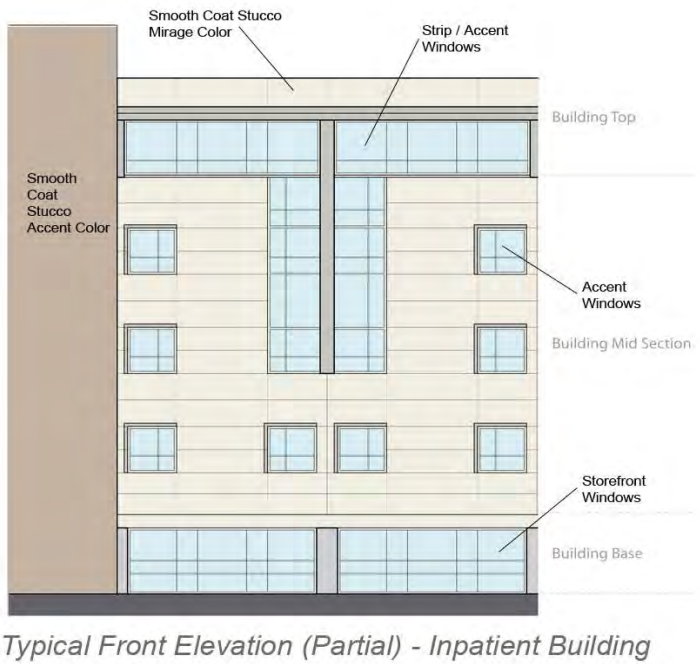 Smooth Coat Stucco
Mirage Color
Strip / Accent
Windows
Building Top
Smooth
Coat
Stucco
Accent Color
Accent
Windows
Building Mid Section
Storefront
Windows
Building Base
Typical Front Elevation (Partial) - Inpatient Building